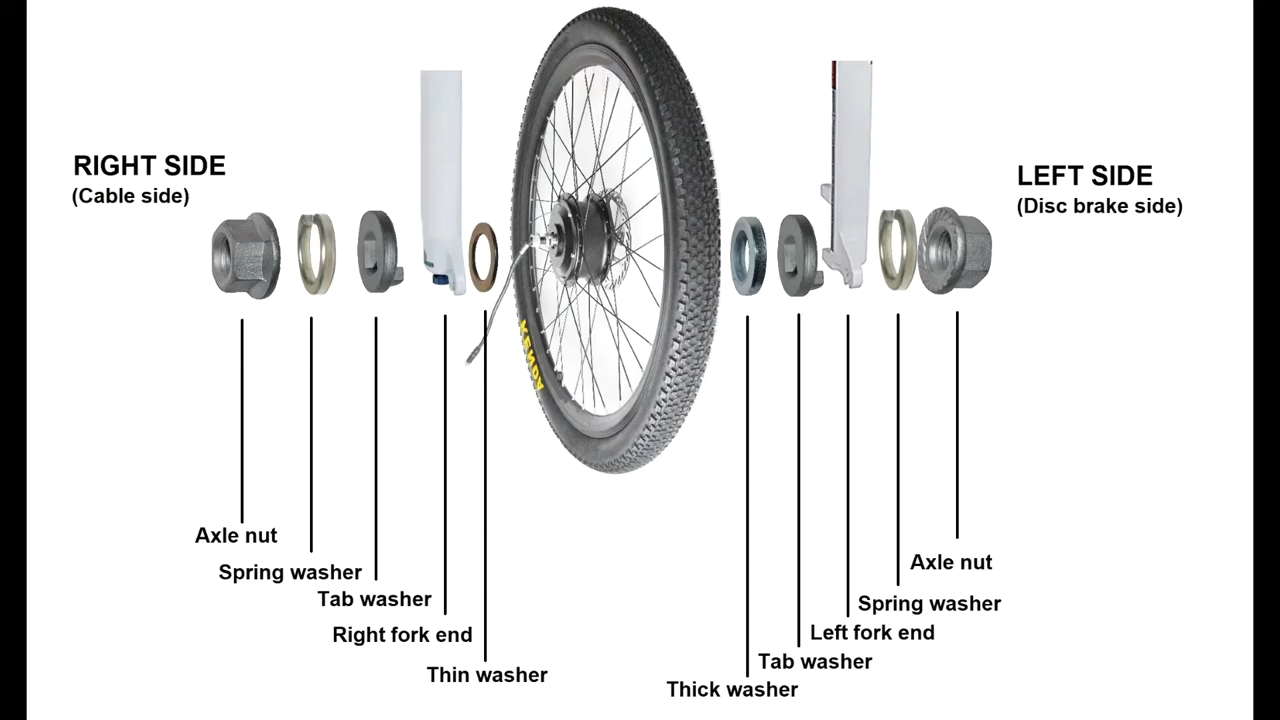 RIGHT SIDE
(Cable side)
LEFT SIDE
(Disc brake side)
KENDA
Axle nut
Spring washer
Tab washer
Right fork end
Thin washer
Axle nut
Spring washer
Left fork end
Tab washer
Thick washer